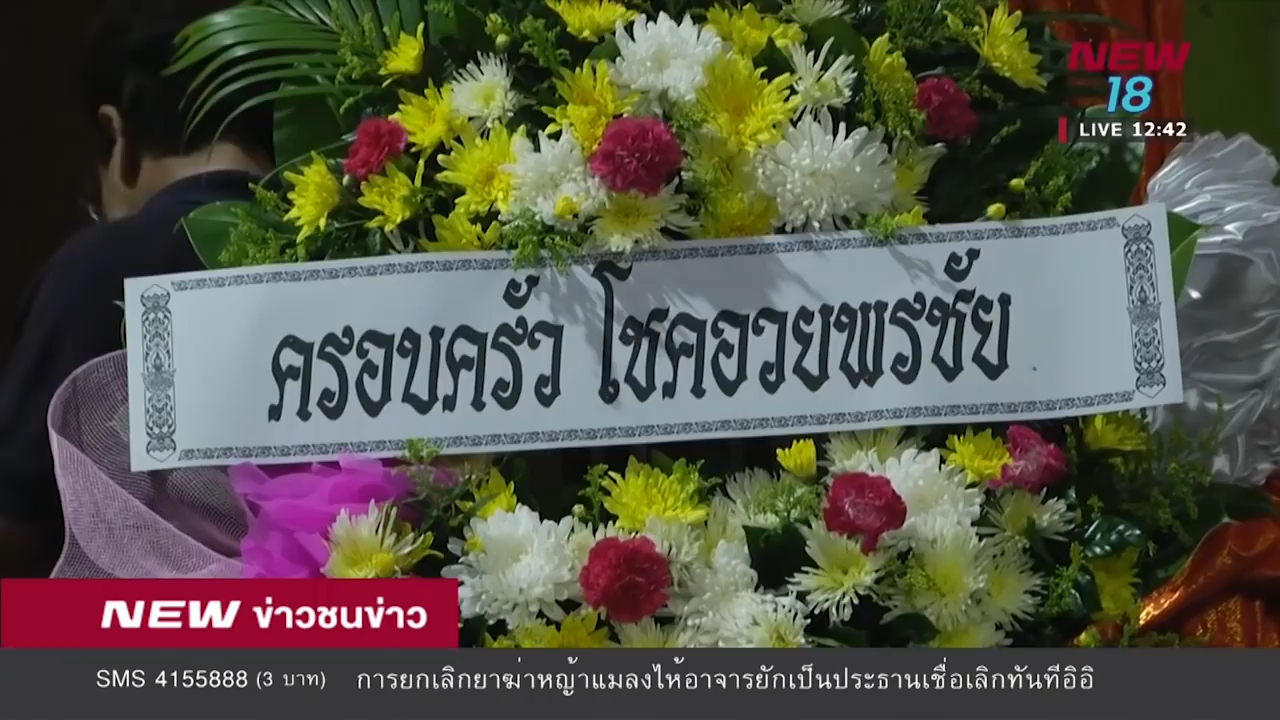 NEW
18
LIVE 12:42
ครอบครัว โชคอวยพรชัย
NEW ข่าวชนข่าว
SMS 4155888 (3 บาท) การยกเลิกยาฆ่าหญ้าแมลงไห้อาจารยักเป็นประธานเชื่อเลิกทันทีอิอิ